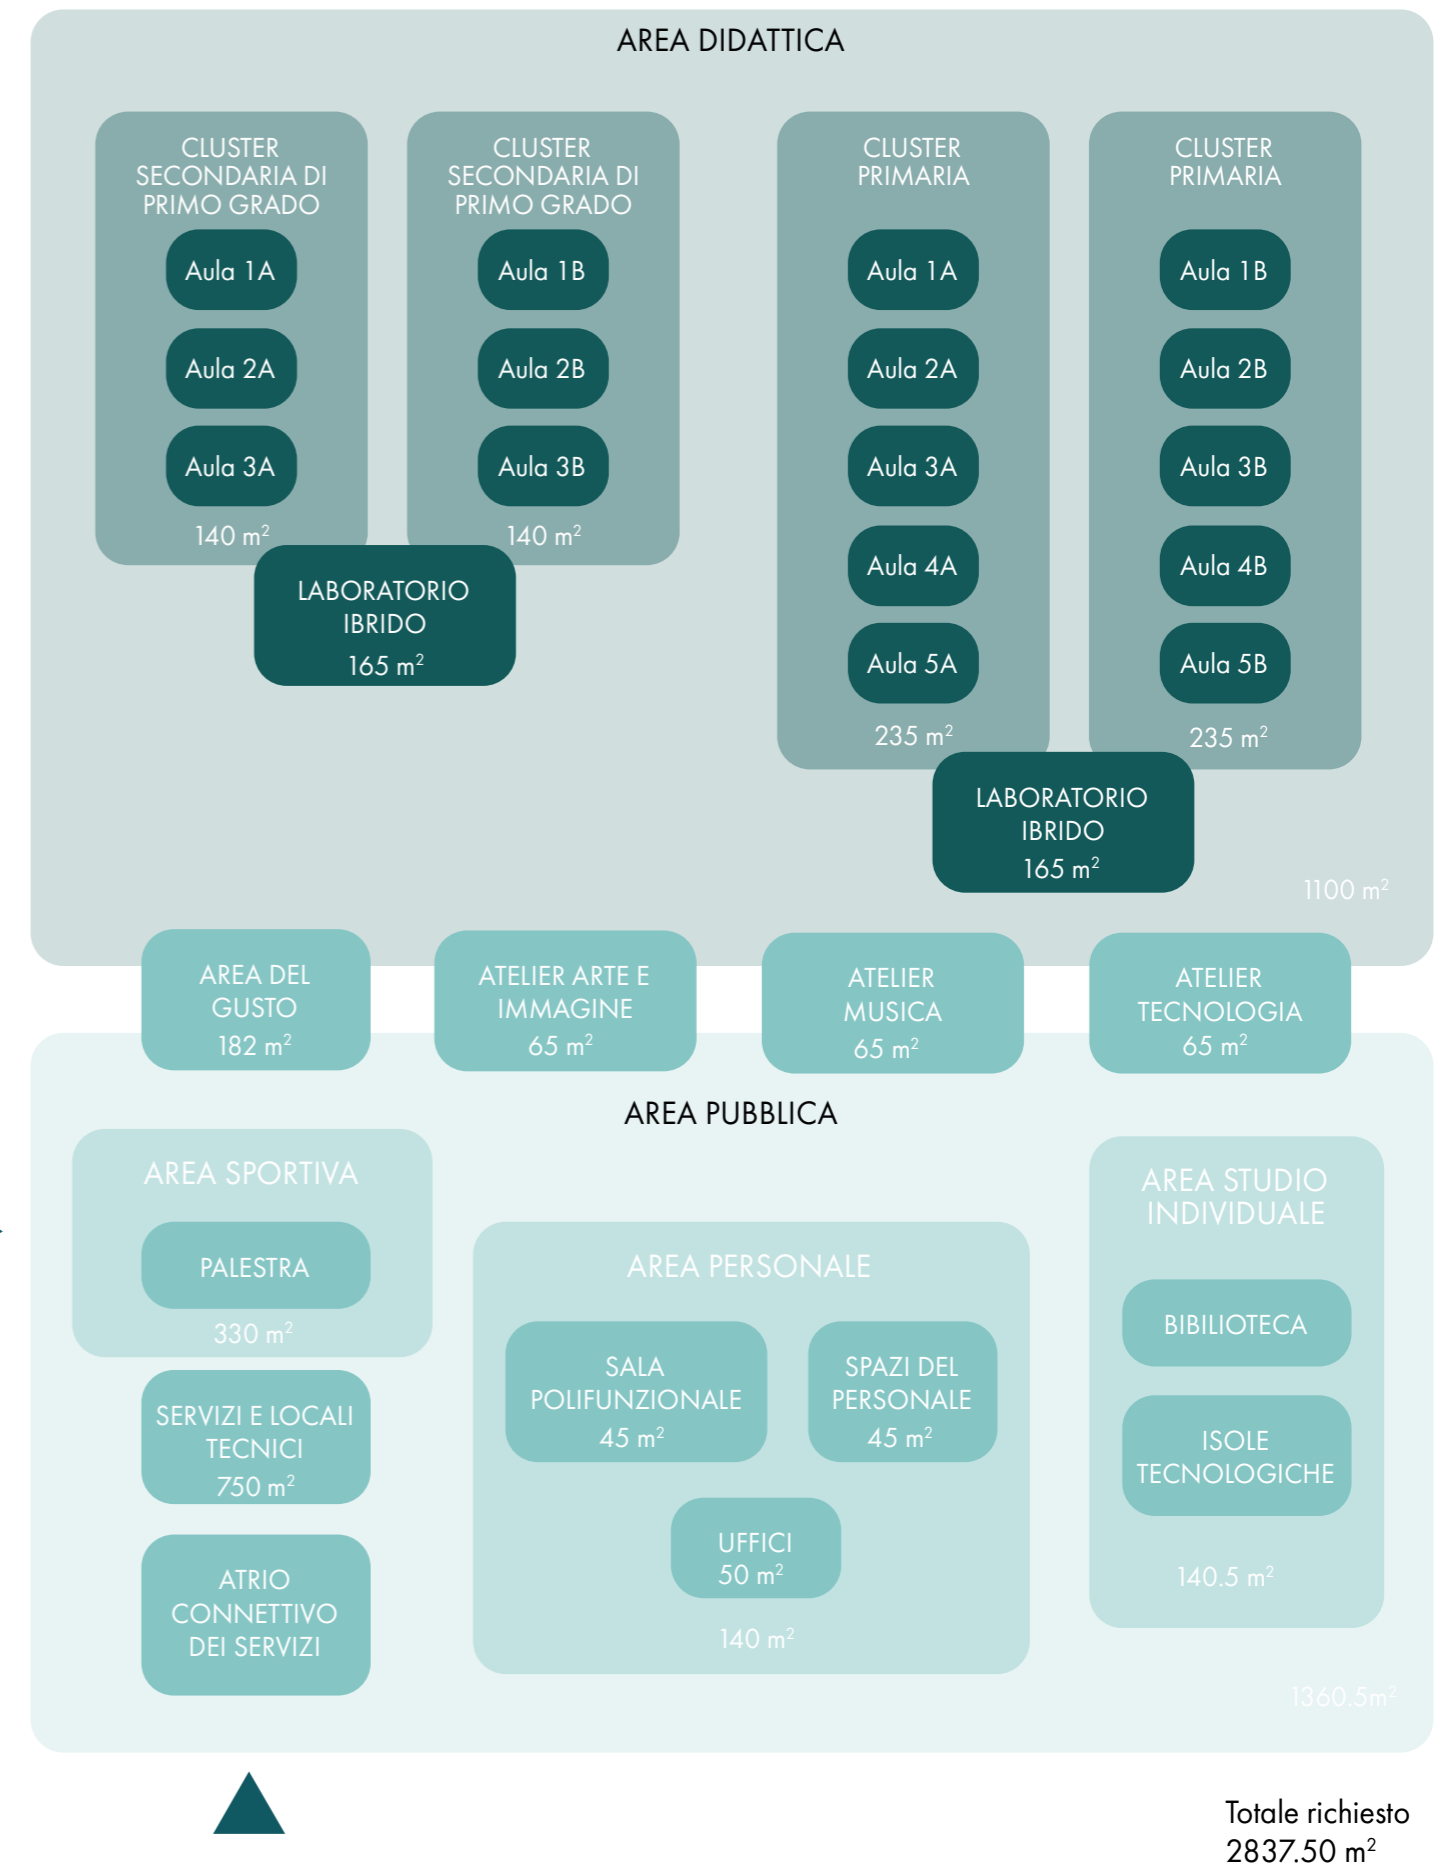 AREA DIDATTICA
CLUSTER
SECONDARIA DI
PRIMO GRADO
Aula 1A
Aula 2A
Aula 3A
140 m²
CLUSTER
SECONDARIA DI
PRIMO GRADO
Aula 1B
Aula 2B
Aula 3B
140 m²
LABORATORIO
IBRIDO
165 m²
CLUSTER
PRIMARIA
Aula 1A
Aula 2A
Aula 3A
Aula 4A
Aula 5A
235 m²
CLUSTER
PRIMARIA
Aula 1B
Aula 2B
Aula 3B
Aula 4B
Aula 5B
235 m²
LABORATORIO
IBRIDO
165 m²
1100 m²
AREA DEL
GUSTO
182 m²
ATELIER ARTE E
IMMAGINE
65 m²
ATELIER
MUSICA
65 m²
ATELIER
TECNOLOGIA
65 m²
AREA PUBBLICA
AREA SPORTIVA
PALESTRA
330 m²
SERVIZI E LOCALI
TECNICI
750 m²
ATRIO
CONNETTIVO
DEI SERVIZI
AREA PERSONALE
SALA
POLIFUNZIONALE
45 m²
SPAZI DEL
PERSONALE
45 m²
UFFICI
50 m²
140 m²
AREA STUDIO
INDIVIDUALE
BIBILIOTECA
ISOLE
TECNOLOGICHE
140.5 m²
1360.5m²
Totale richiesto
2837.50 m²